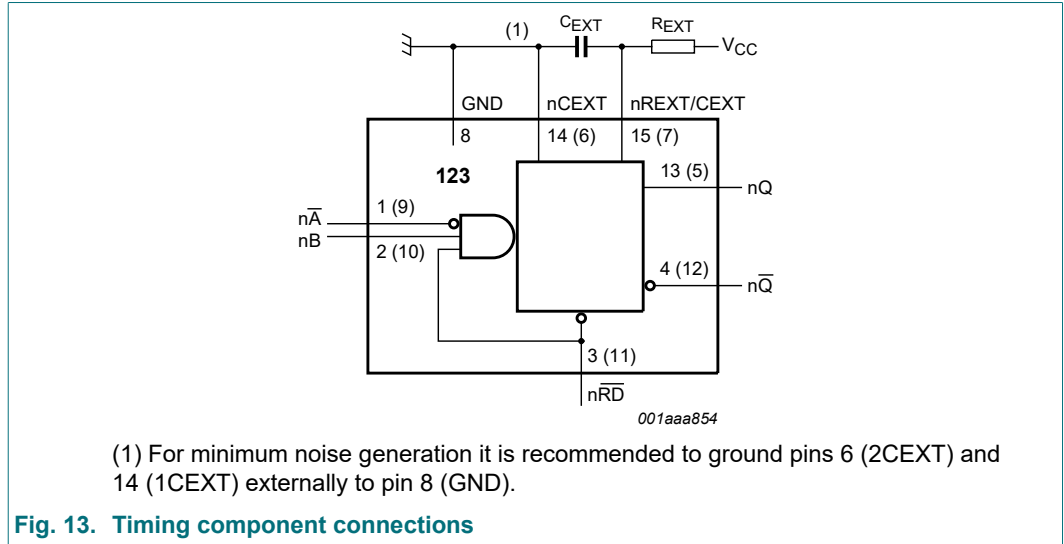 (1) CEXT REXT
VCC
GND nCEXT nREXT/CEXT
8 14 (6) 15 (7)
123
13 (5)
nQ
1 (9)
nA̅
nB
2 (10)
4 (12)
nQ̅
3 (11)
nR̅D̅
001aaa854
(1) For minimum noise generation it is recommended to ground pins 6 (2CEXT) and
14 (1CEXT) externally to pin 8 (GND).
Fig. 13. Timing component connections